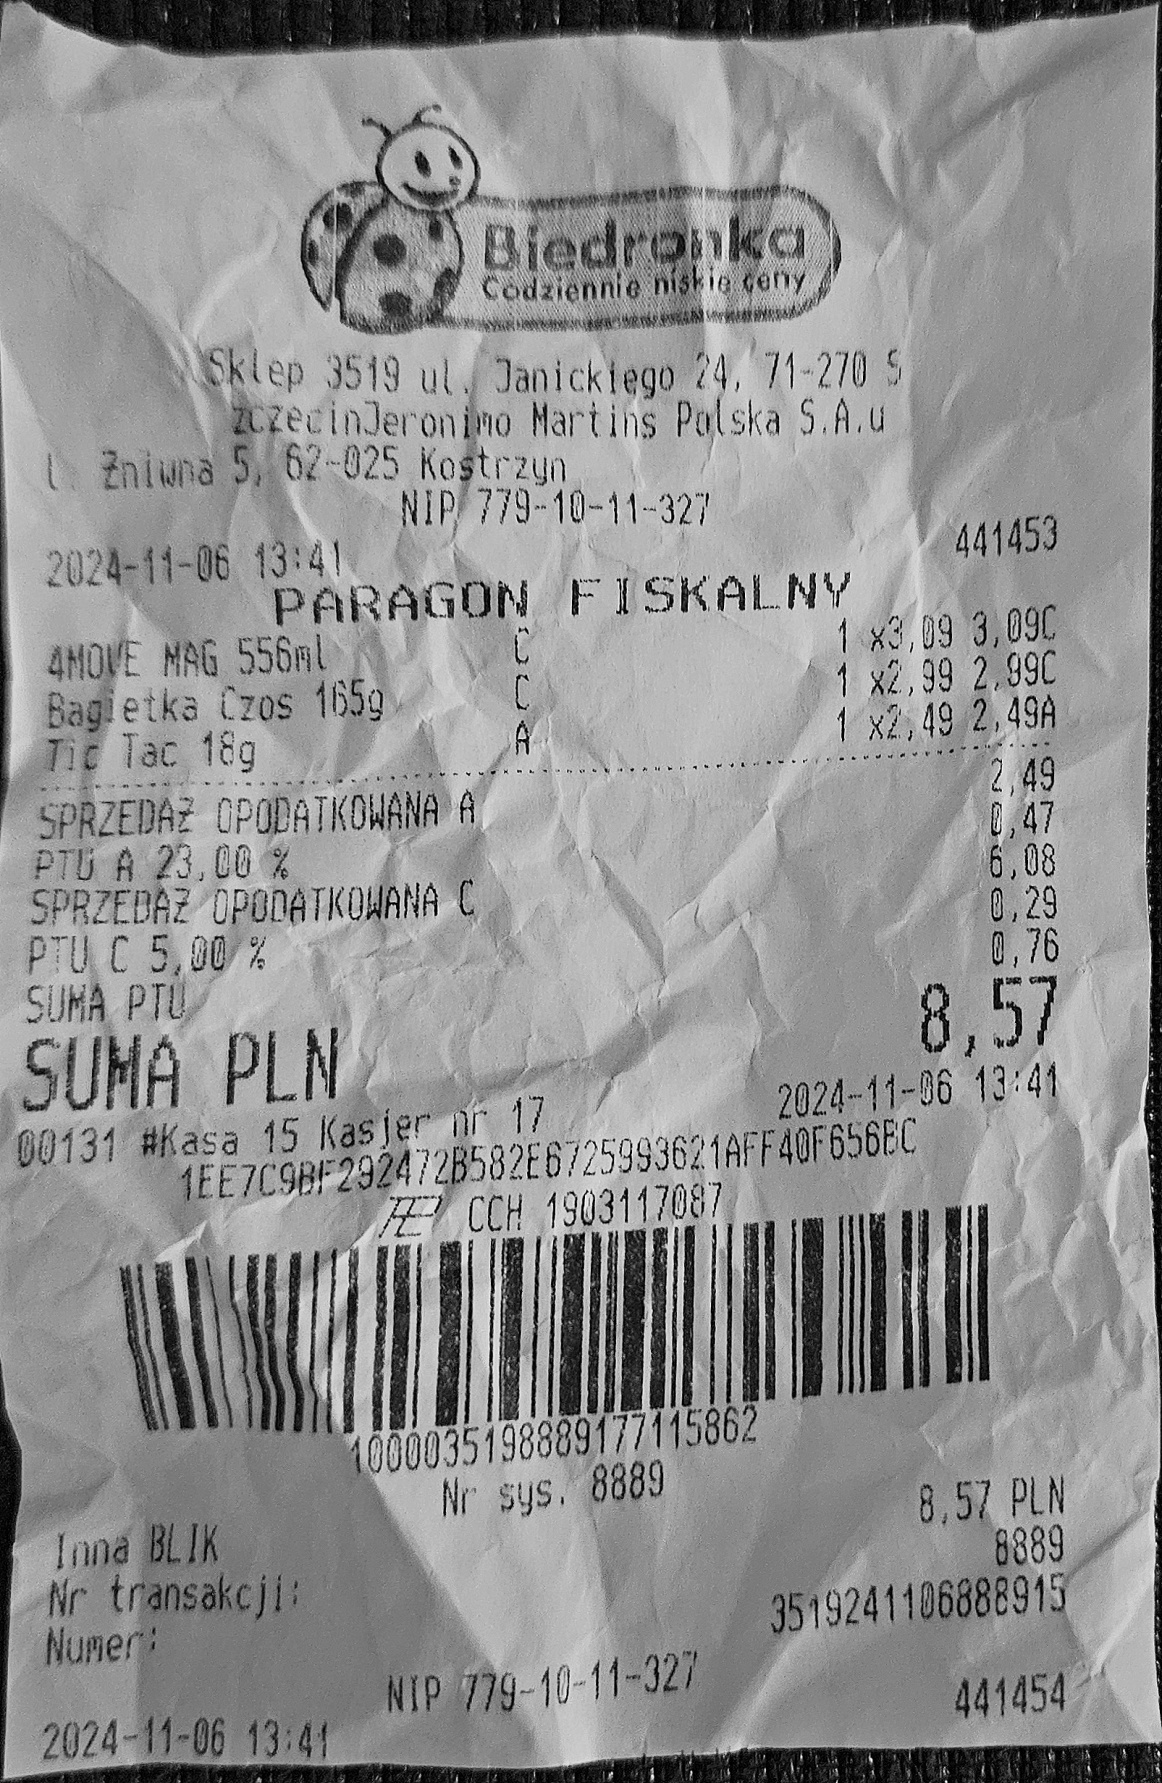 Biedronka
Codziennie niskie ceny
Sklep 3519 ul. Janickiego 24, 71-270 S
zczecinJeronimo Martins Polska S.A.u
l. Żniwna 5, 62-025 Kostrzyn
NIP 779-10-11-327
2024-11-06 13:41 441453
PARAGON FISKALNY
4MOVE MAG 556ml C 1 x3,09 3,09C
Bagietka Czos 165g C 1 x2,99 2,99C
Tic Tac 18g A 1 x2,49 2,49A
SPRZEDAŻ OPODATKOWANA A 2,49
PTU A 23,00 % 0,47
SPRZEDAŻ OPODATKOWANA C 6,08
PTU C 5,00 % 0,29
SUMA PTU 0,76
SUMA PLN 8,57
00131 #Kasa 15 Kasjer nr 17 2024-11-06 13:41
1EE7C9BF292472B582E6725993621AFF40F656BC
CCH 1903117087
1000035198889177115862
Nr sys. 8889
Inna BLIK 8,57 PLN
Nr transakcji: 8889
Numer: 3519241106888915
NIP 779-10-11-327
2024-11-06 13:41 441454